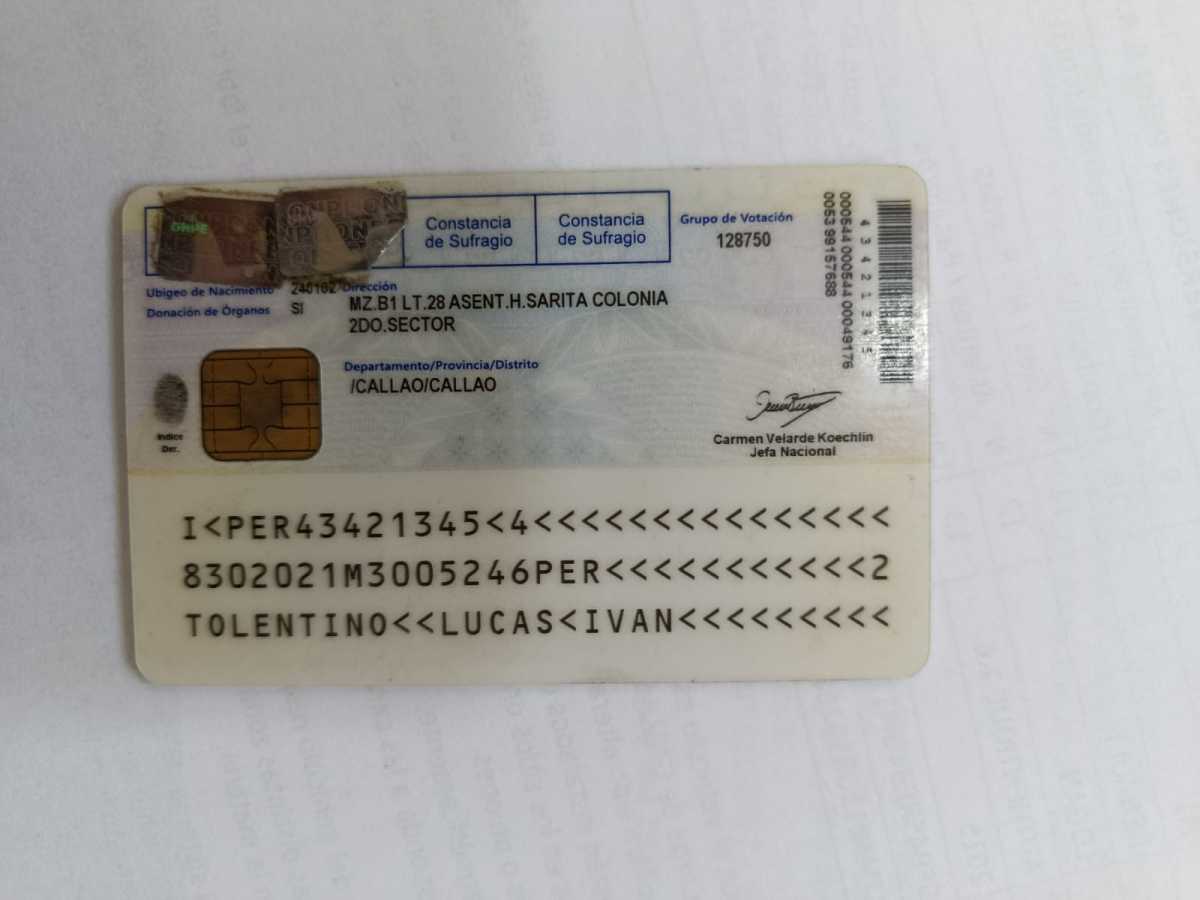 ONPE
Constancia
de Sufragio
Constancia
de Sufragio
Grupo de Votación
128750
Ubigeo de Nacimiento 240102
Donación de Órganos SI
Dirección
MZ.B1 LT.28 ASENT.H.SARITA COLONIA
2DO.SECTOR
Departamento/Provincia/Distrito
/CALLAO/CALLAO
Indice
Der.
Carmen Velarde Koechlin
Jefa Nacional
000544 000544 00049176
0053 99157688
43421345
I<PER43421345<4<<<<<<<<<<<<<<<
8302021M3005246PER<<<<<<<<<<<2
TOLENTINO<<LUCAS<IVAN<<<<<<<<<